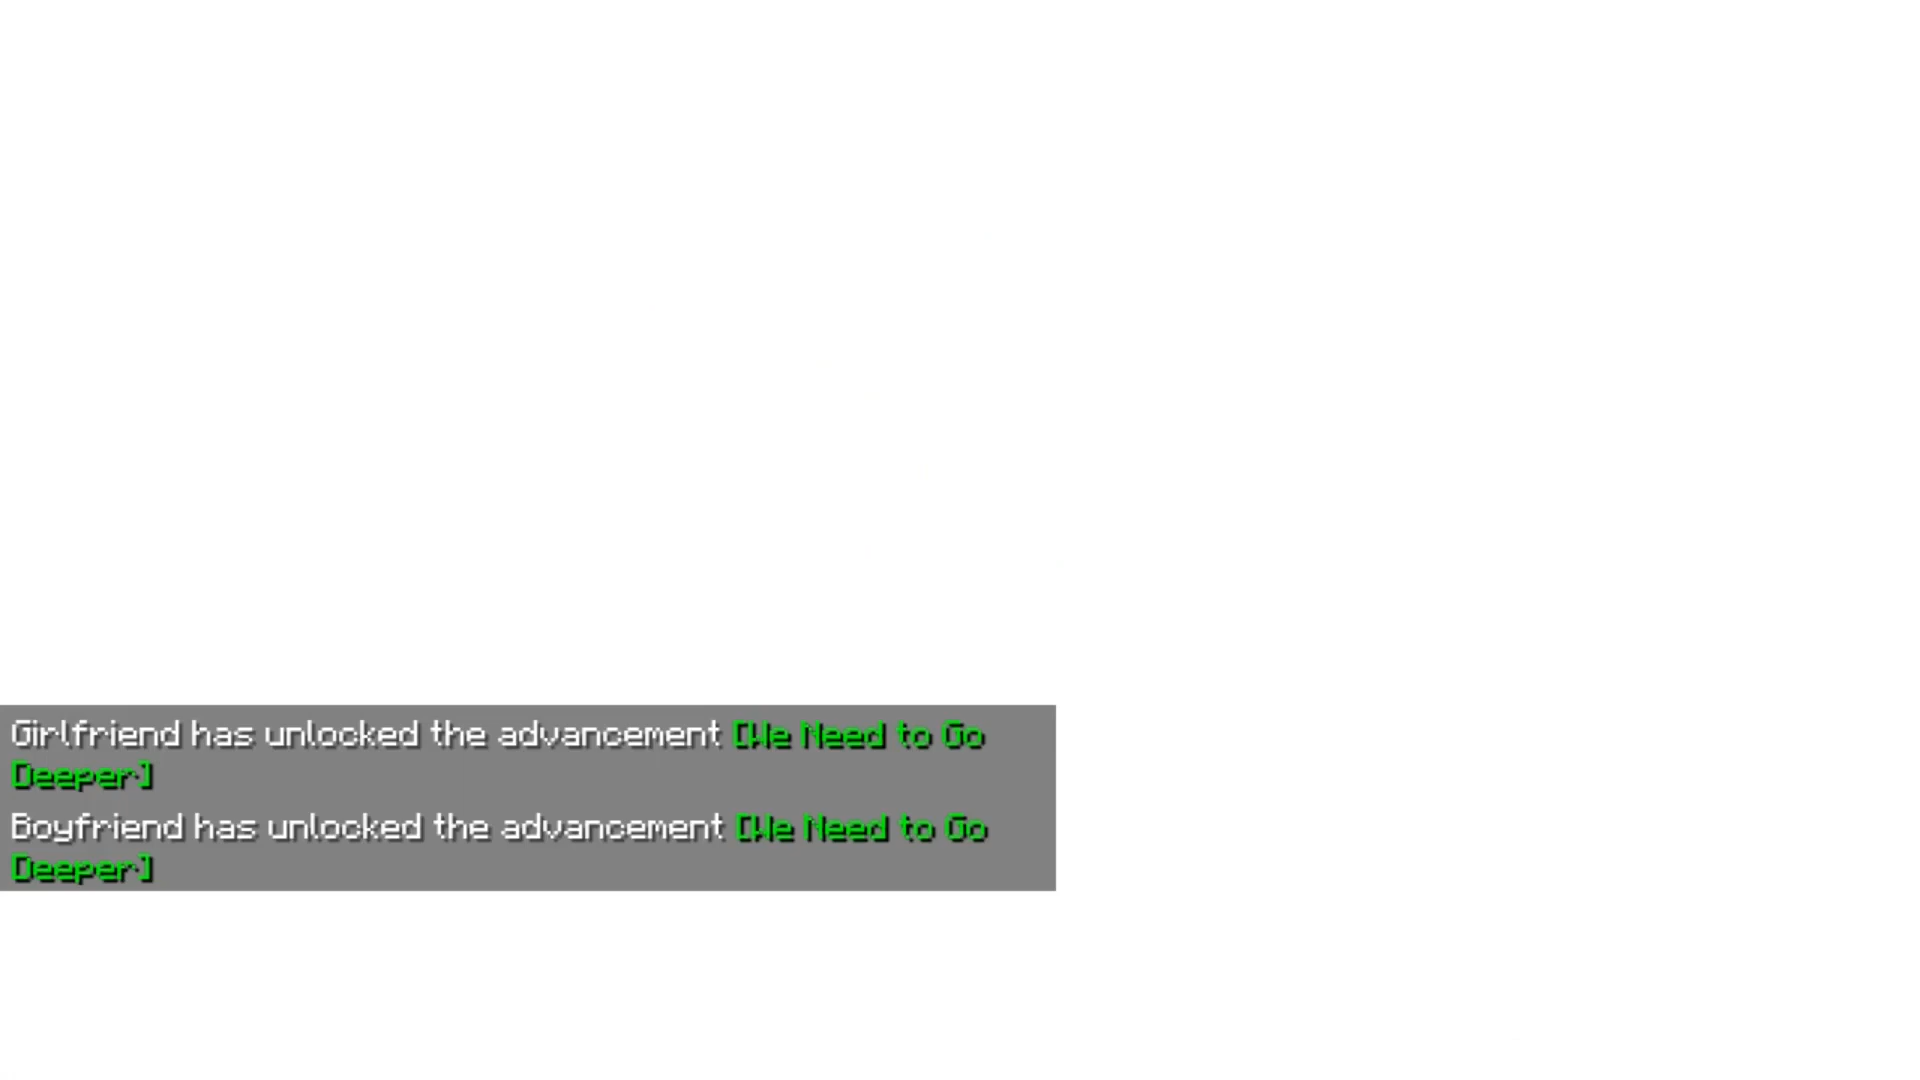 Girlfriend has unlocked the advancement [We Need to Go
Deeper]
Boyfriend has unlocked the advancement [We Need to Go
Deeper]